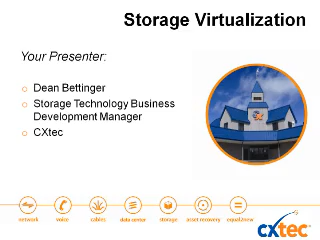 Storage Virtualization
Your Presenter:
Dean Bettinger
Storage Technology Business
Development Manager
CXtec
network voice cables data center storage asset recovery equal2new
cxtec